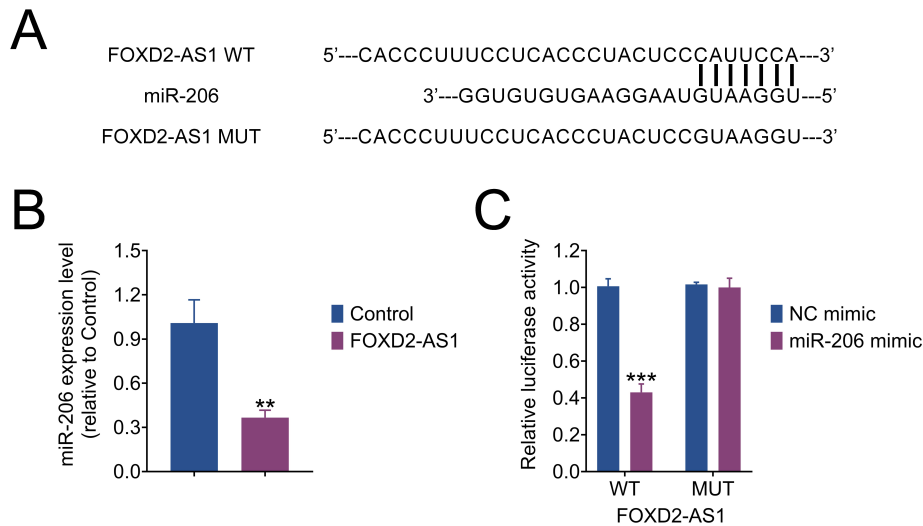 A
FOXD2-AS1 WT 5’---CACCCUUUCCUCACCCUACUCCCAUUCCA---3’
miR-206 3’---GGUGUGUGAAGGAAUGUAAGGU---5’
FOXD2-AS1 MUT 5’---CACCCUUUCCUCACCCUACUCCGUAAGGU---3’
B
miR-206 expression level
(relative to Control)
1.5
1.2
0.9
0.6
0.3
0.0
**
Control
FOXD2-AS1
C
Relative luciferase activity
1.2
1.0
0.8
0.6
0.4
0.2
0.0
***
WT MUT
FOXD2-AS1
NC mimic
miR-206 mimic